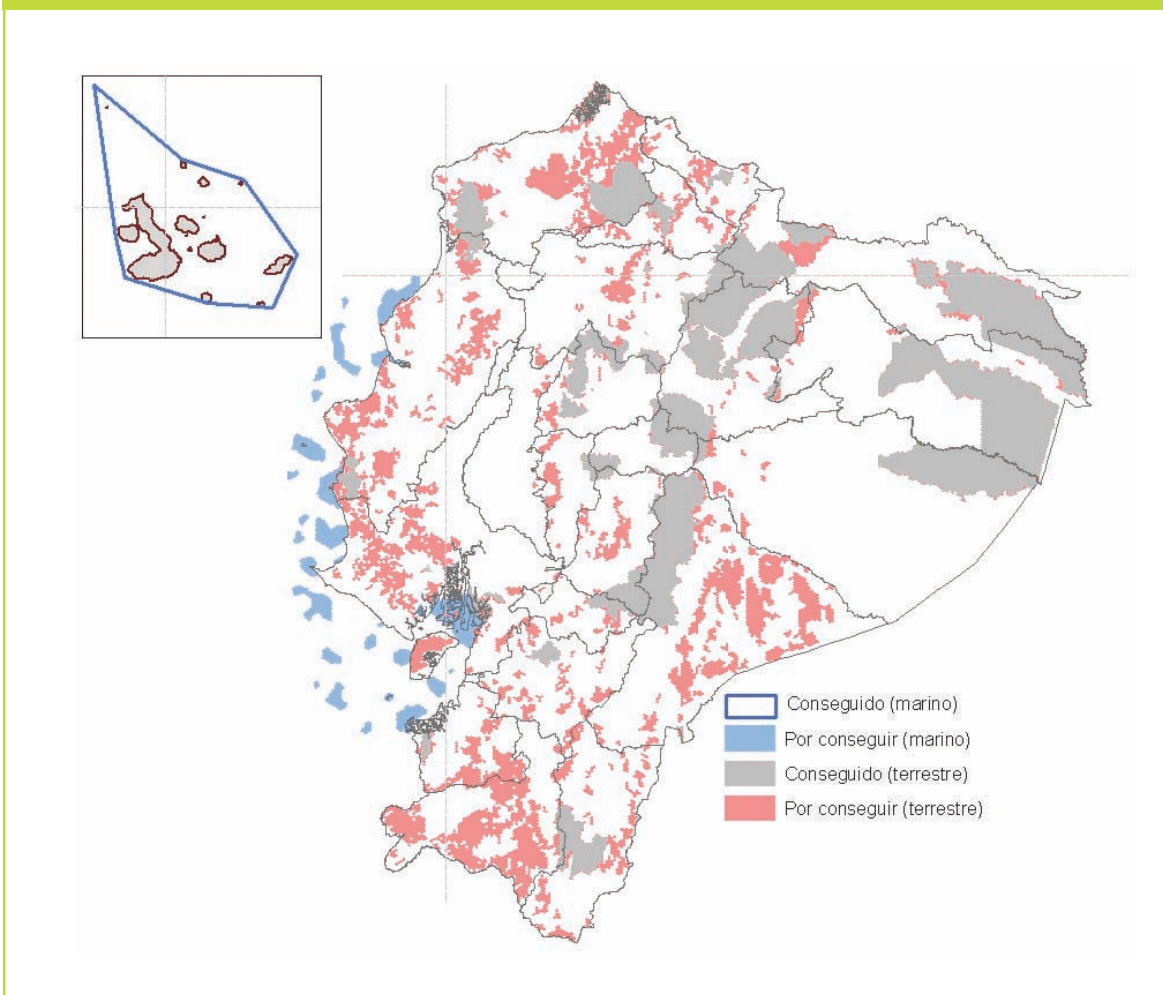 Conseguido (marino)
Por conseguir (marino)
Conseguido (terrestre)
Por conseguir (terrestre)